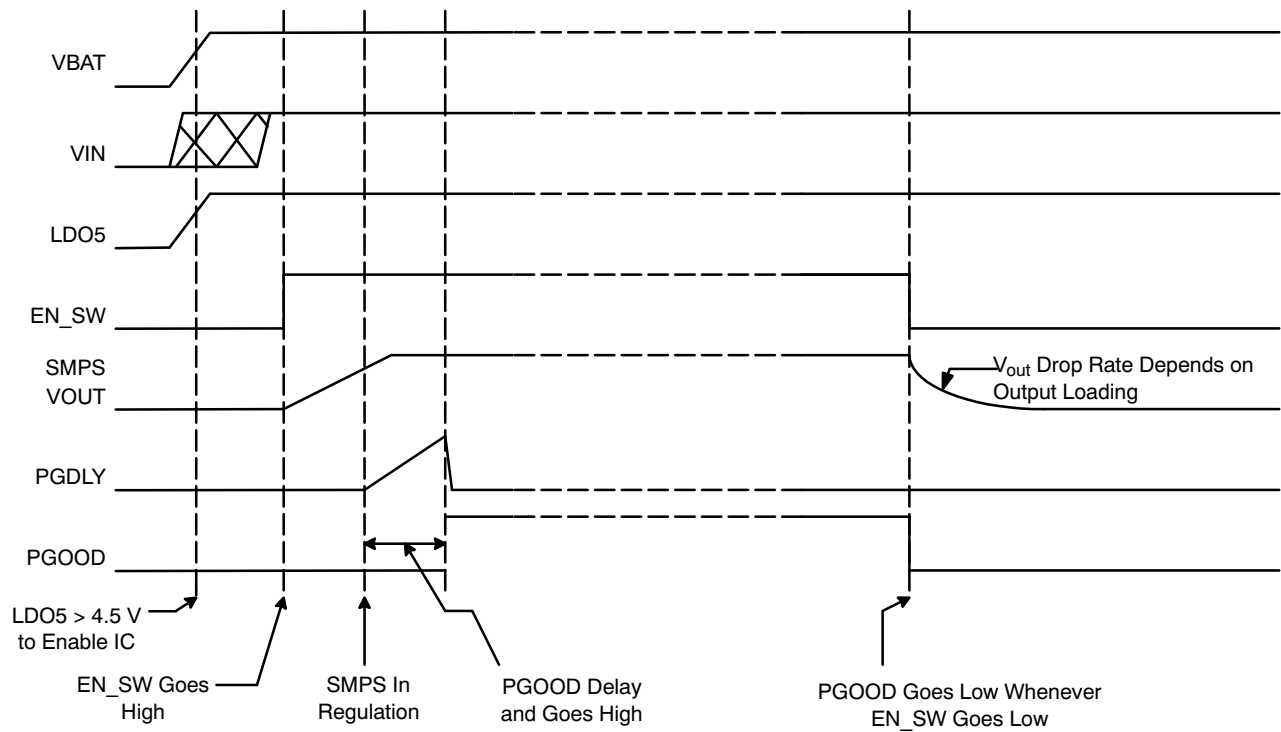 VBAT
VIN
LDO5
EN_SW
SMPS
VOUT
Vout Drop Rate Depends on
Output Loading
PGDLY
PGOOD
LDO5 > 4.5 V
to Enable IC
EN_SW Goes
High
SMPS In
Regulation
PGOOD Delay
and Goes High
PGOOD Goes Low Whenever
EN_SW Goes Low